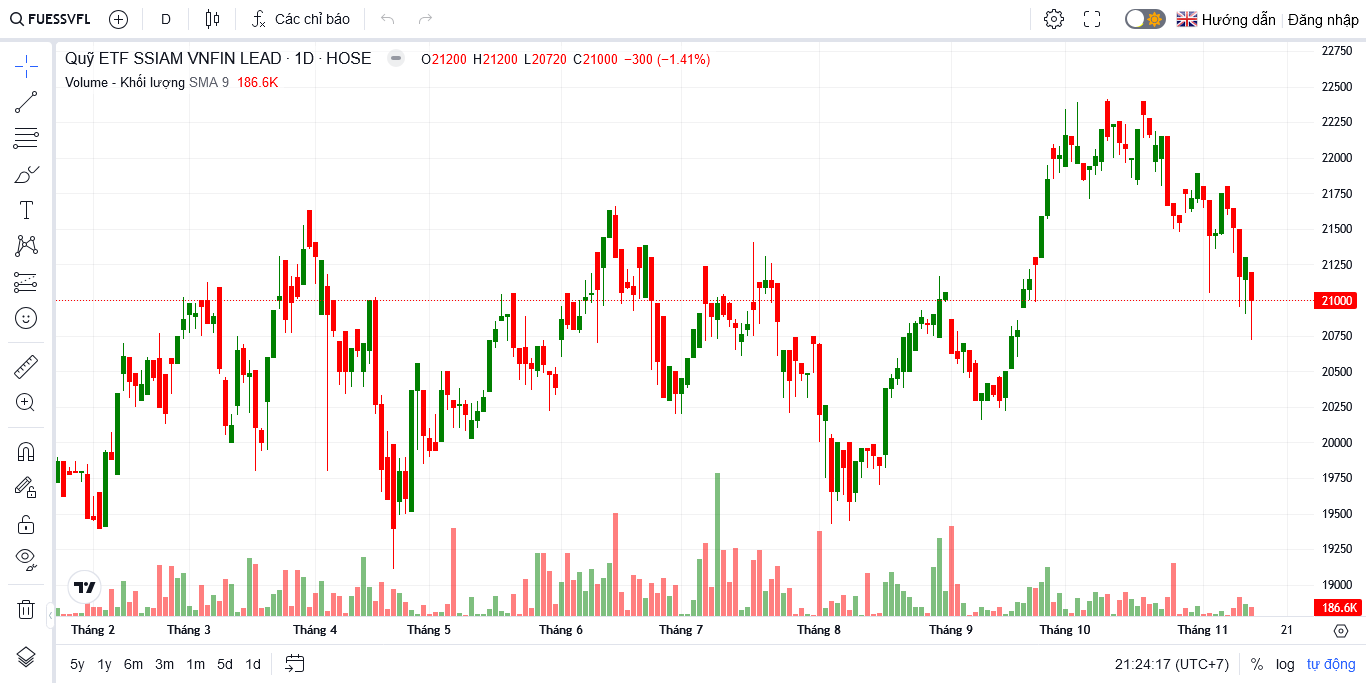 FUESSVFL D Các chỉ báo Hướng dẫn Đăng nhập
Quỹ ETF SSIAM VNFIN LEAD · 1D · HOSE O21200 H21200 L20720 C21000 −300 (−1.41%)
Volume - Khối lượng SMA 9 186.6K
22750
22500
22250
22000
21750
21500
21250
21000
20750
20500
20250
20000
19750
19500
19250
19000
186.6K
Tháng 2 Tháng 3 Tháng 4 Tháng 5 Tháng 6 Tháng 7 Tháng 8 Tháng 9 Tháng 10 Tháng 11 21
5y 1y 6m 3m 1m 5d 1d 21:24:17 (UTC+7) % log tự động